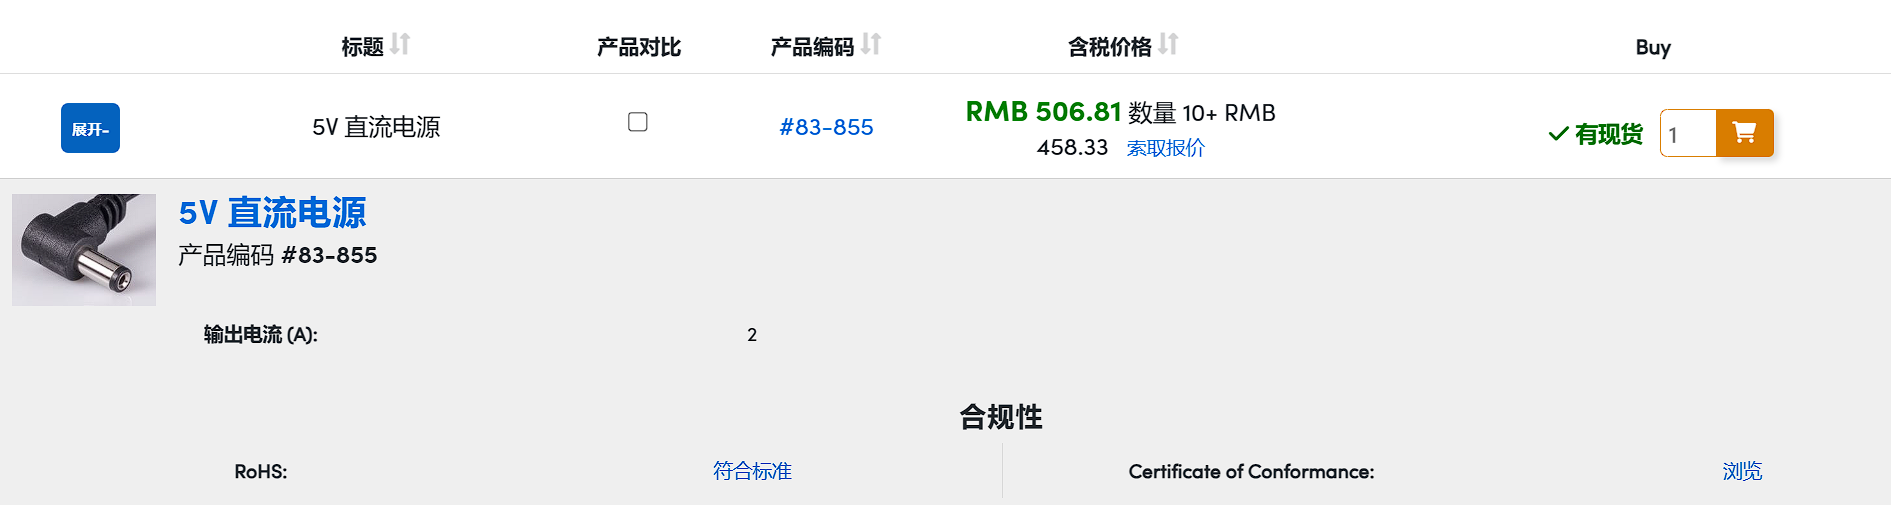 标题 产品对比 产品编码 含税价格 Buy
展开- 5V 直流电源 #83-855 RMB 506.81 数量 10+ RMB
458.33 索取报价 有现货 1
5V 直流电源
产品编码 #83-855
输出电流 (A): 2
合规性
RoHS: 符合标准 Certificate of Conformance: 浏览